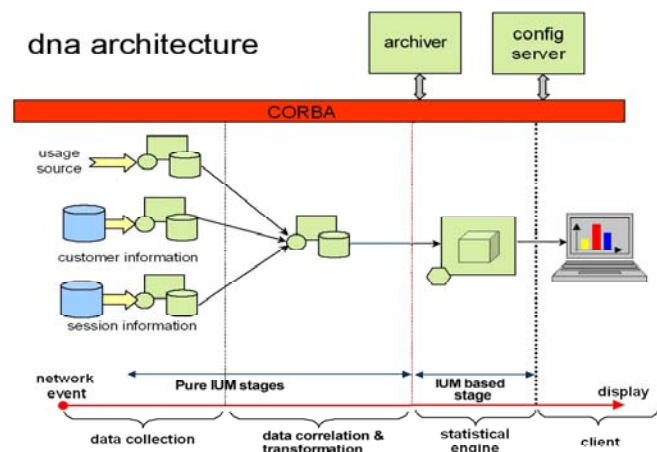 dna architecture
archiver
config
server
CORBA
usage
source
customer information
session information
network
event
Pure IUM stages
IUM based
stage
display
data collection
data correlation &
transformation
statistical
engine
client